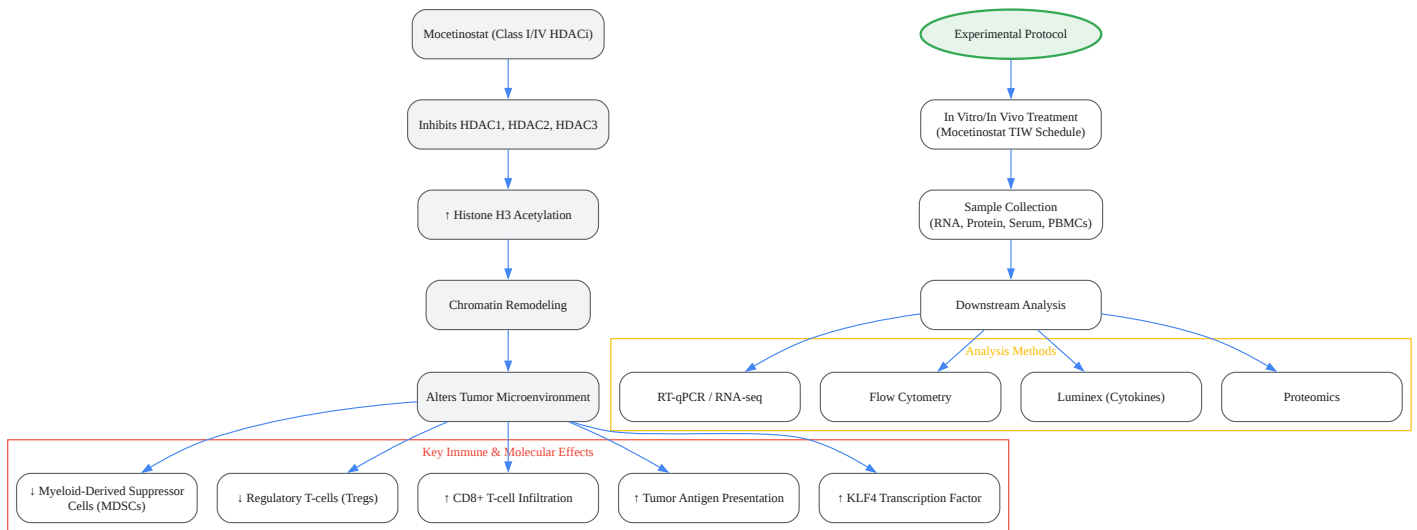 Mocetinostat (Class I/IV HDACi)
Inhibits HDAC1, HDAC2, HDAC3
↑ Histone H3 Acetylation
Chromatin Remodeling
Alters Tumor Microenvironment
Key Immune & Molecular Effects
↓ Myeloid-Derived Suppressor
Cells (MDSCs)
↓ Regulatory T-cells (Tregs)
↑ CD8+ T-cell Infiltration
↑ Tumor Antigen Presentation
↑ KLF4 Transcription Factor
Experimental Protocol
In Vitro/In Vivo Treatment
(Mocetinostat TIW Schedule)
Sample Collection
(RNA, Protein, Serum, PBMCs)
Downstream Analysis
Analysis Methods
RT-qPCR / RNA-seq
Flow Cytometry
Luminex (Cytokines)
Proteomics